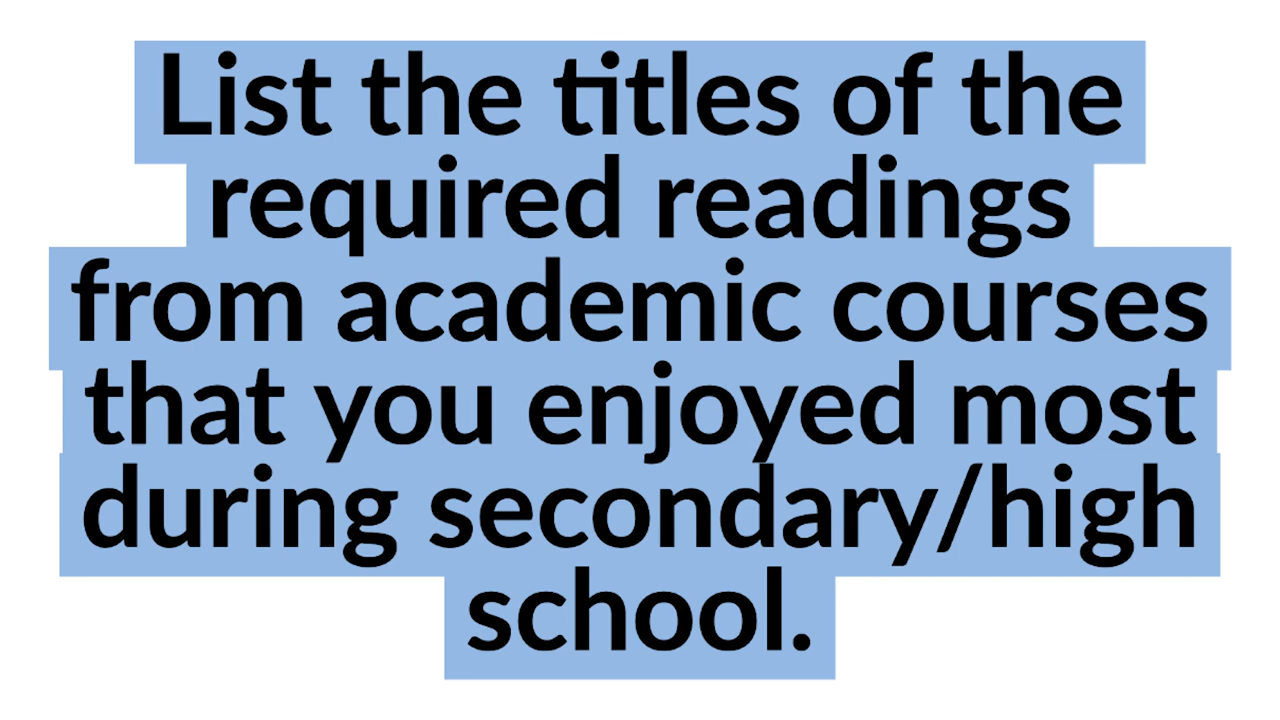 List the titles of the
required readings
from academic courses
that you enjoyed most
during secondary/high
school.